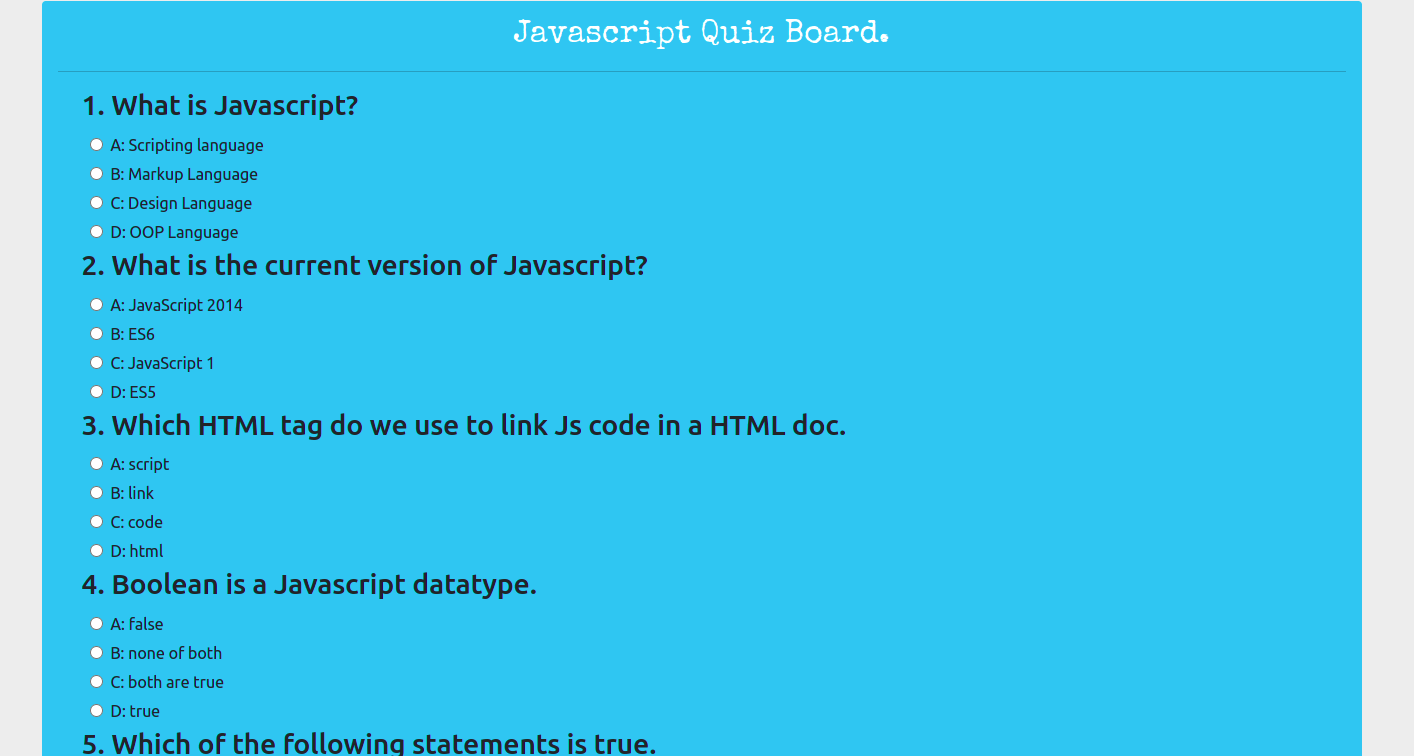 Javascript Quiz Board.
1. What is Javascript?
A: Scripting language
B: Markup Language
C: Design Language
D: OOP Language
2. What is the current version of Javascript?
A: JavaScript 2014
B: ES6
C: JavaScript 1
D: ES5
3. Which HTML tag do we use to link Js code in a HTML doc.
A: script
B: link
C: code
D: html
4. Boolean is a Javascript datatype.
A: false
B: none of both
C: both are true
D: true
5. Which of the following statements is true.